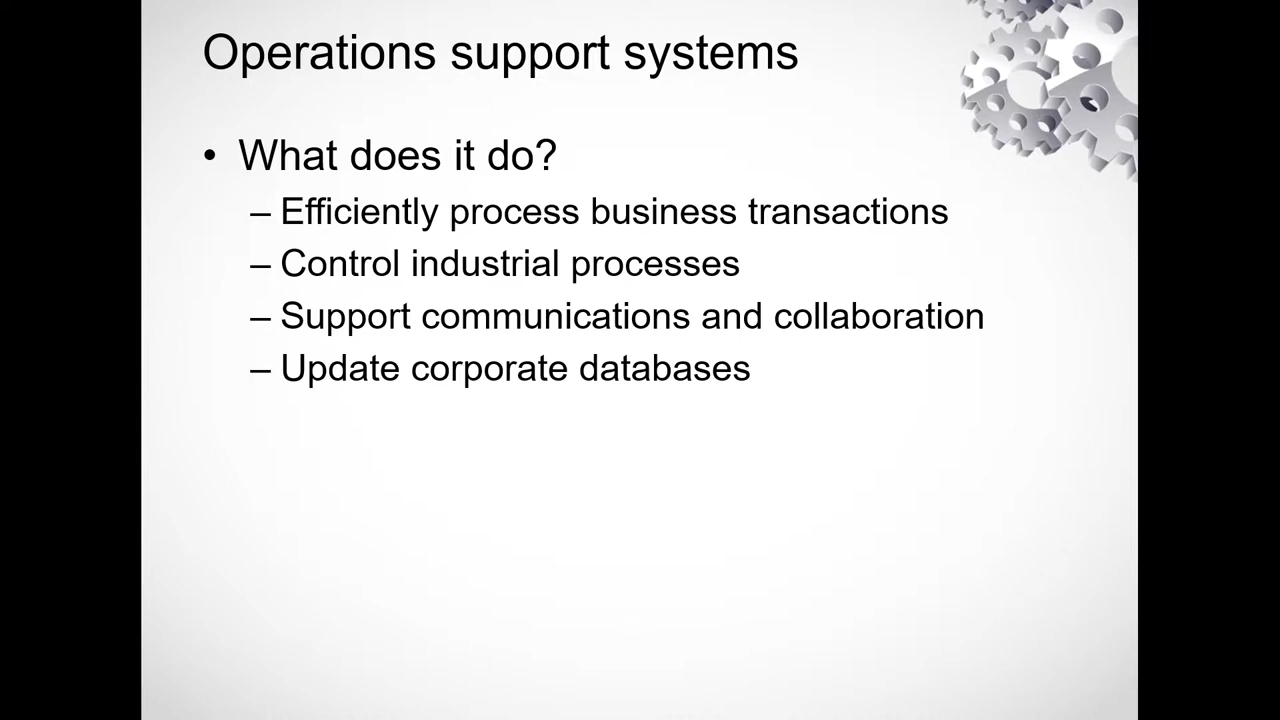 Operations support systems
• What does it do?
– Efficiently process business transactions
– Control industrial processes
– Support communications and collaboration
– Update corporate databases